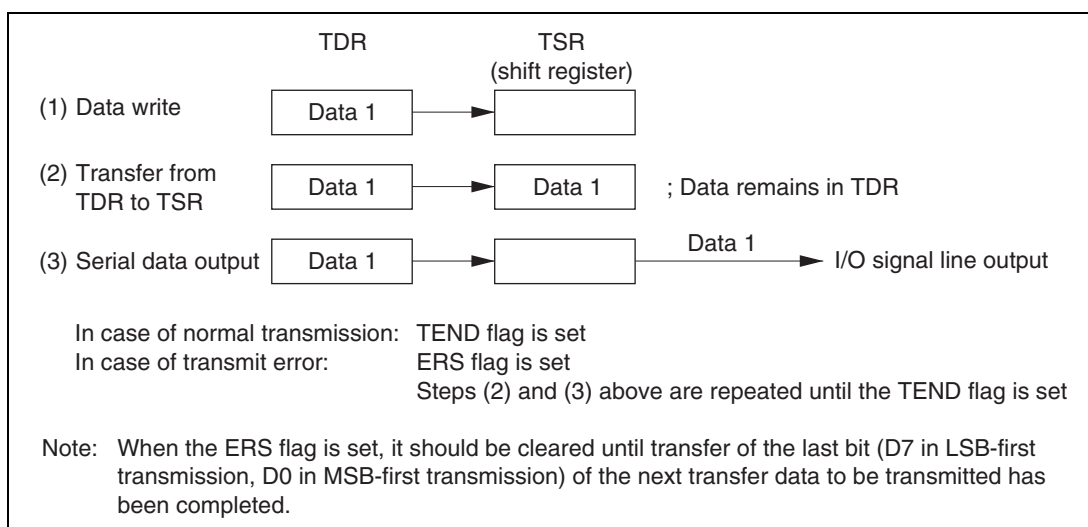 TDR TSR
(shift register)
(1) Data write Data 1
(2) Transfer from
TDR to TSR Data 1 Data 1 ; Data remains in TDR
(3) Serial data output Data 1 Data 1 I/O signal line output
In case of normal transmission: TEND flag is set
In case of transmit error: ERS flag is set
Steps (2) and (3) above are repeated until the TEND flag is set
Note: When the ERS flag is set, it should be cleared until transfer of the last bit (D7 in LSB-first
transmission, D0 in MSB-first transmission) of the next transfer data to be transmitted has
been completed.